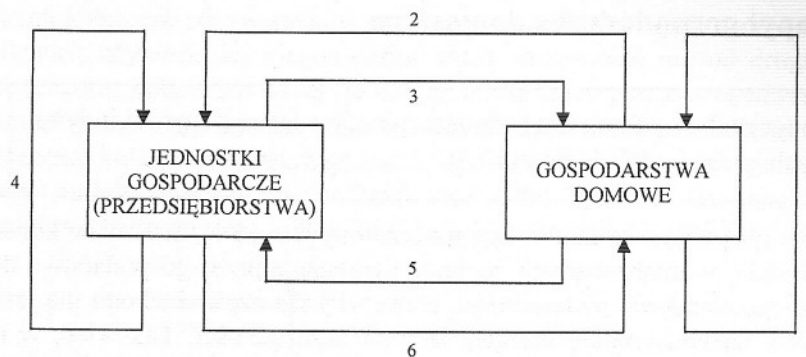 2
3
4
JEDNOSTKI
GOSPODARCZE
(PRZEDSIĘBIORSTWA)
GOSPODARSTWA
DOMOWE
5
6